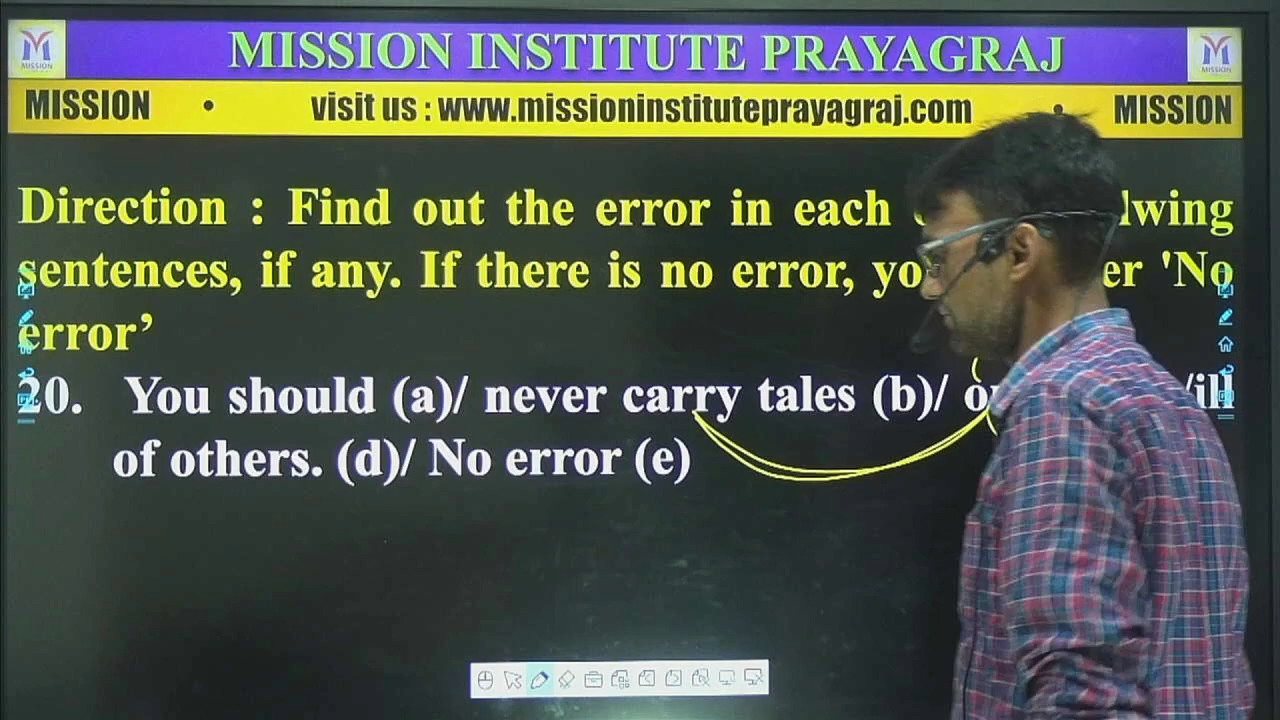 MISSION INSTITUTE PRAYAGRAJ
MISSION
MISSION
MISSION • visit us : www.missioninstituteprayagraj.com • MISSION
Direction : Find out the error in each lwing
sentences, if any. If there is no error, er 'No
error’
20. You should (a)/ never carry tales (b)/ /ill
of others. (d)/ No error (e)